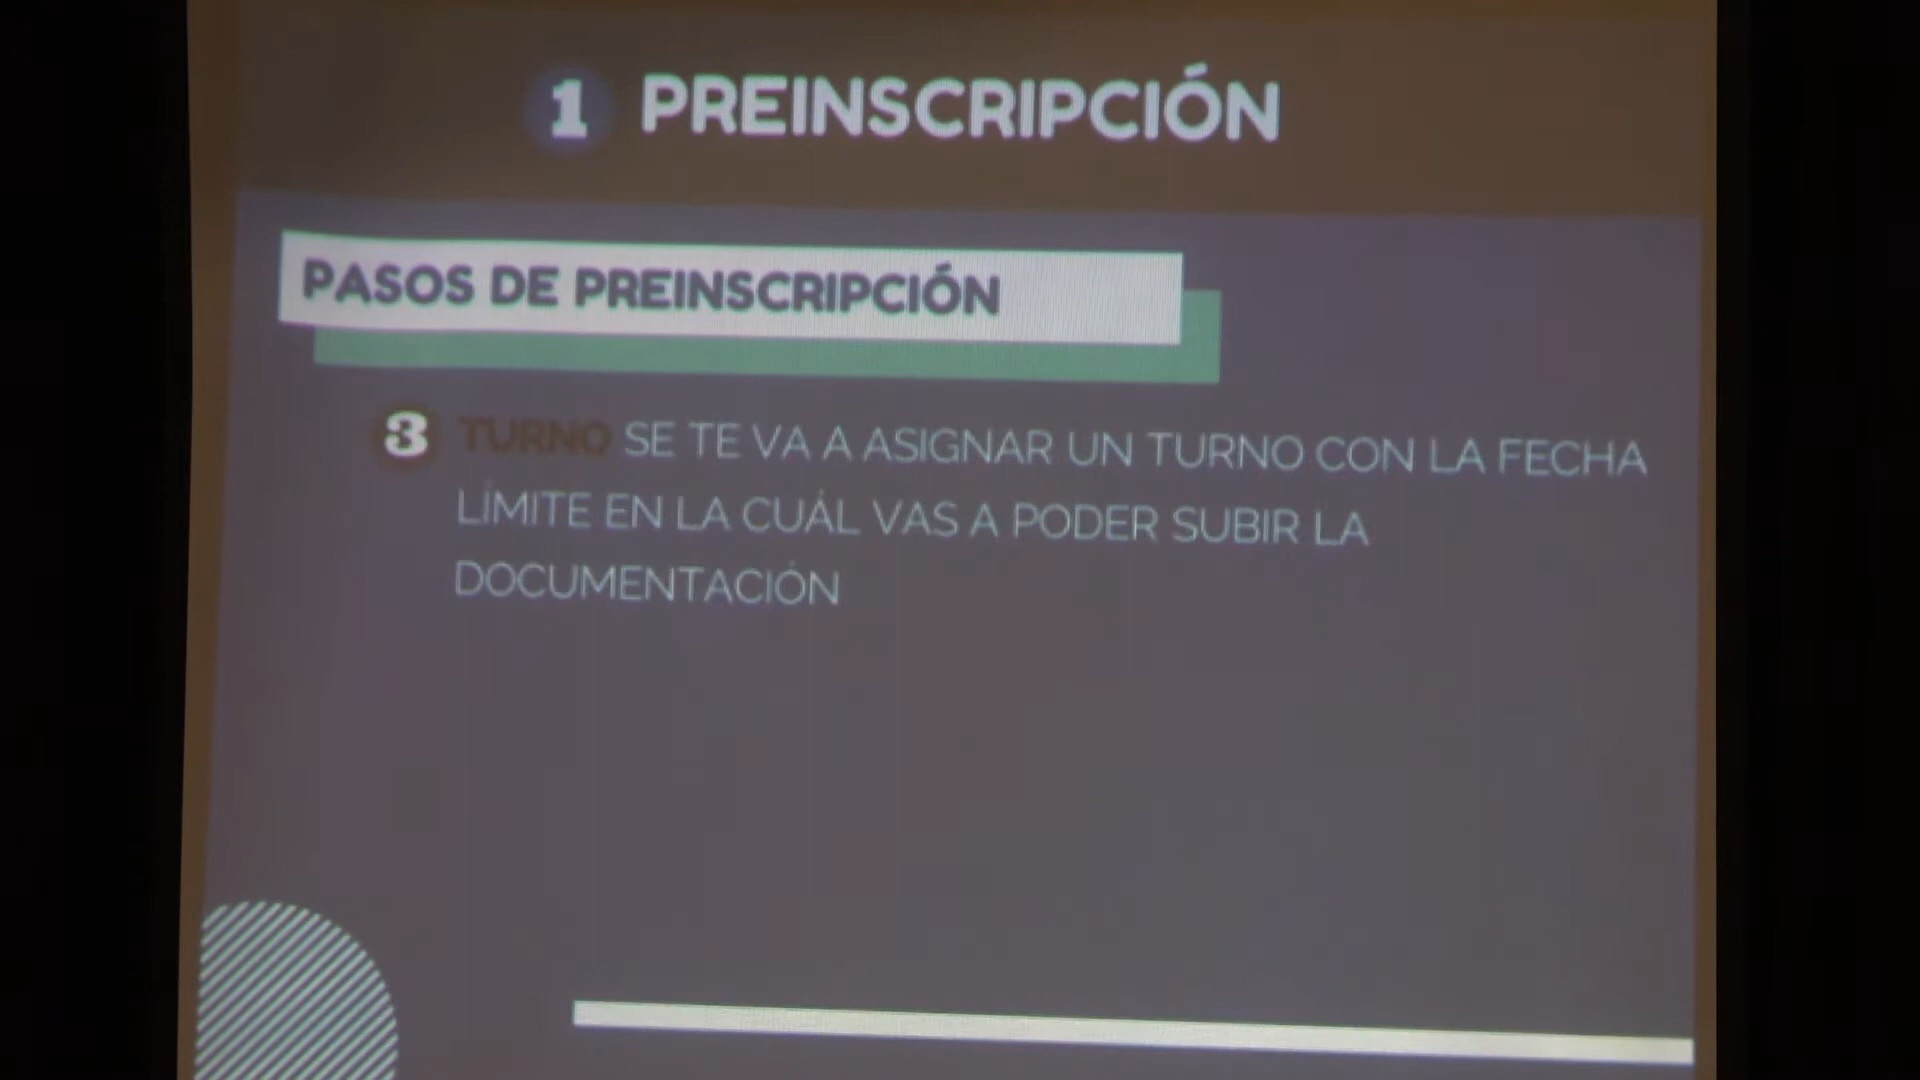 1 PREINSCRIPCIÓN
PASOS DE PREINSCRIPCIÓN
3 TURNO SE TE VA A ASIGNAR UN TURNO CON LA FECHA
LÍMITE EN LA CUÁL VAS A PODER SUBIR LA
DOCUMENTACIÓN